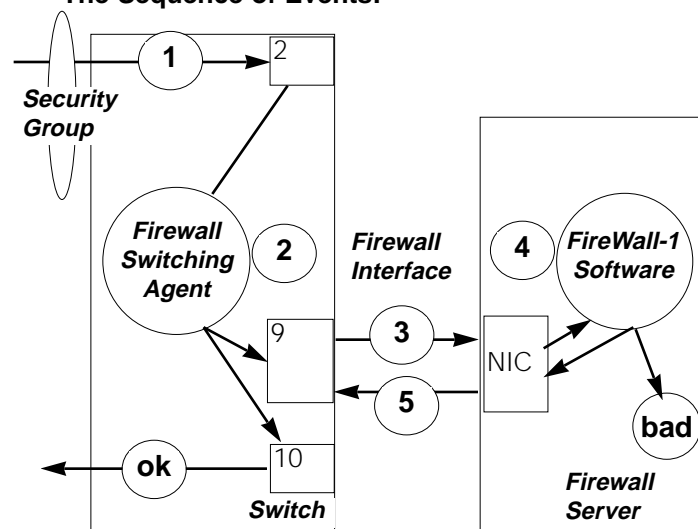 The Sequence of Events:
1
2
Security
Group
Firewall
Switching
Agent
2
Firewall
Interface
4
FireWall-1
Software
9
3
NIC
5
bad
10
ok
Switch
Firewall
Server